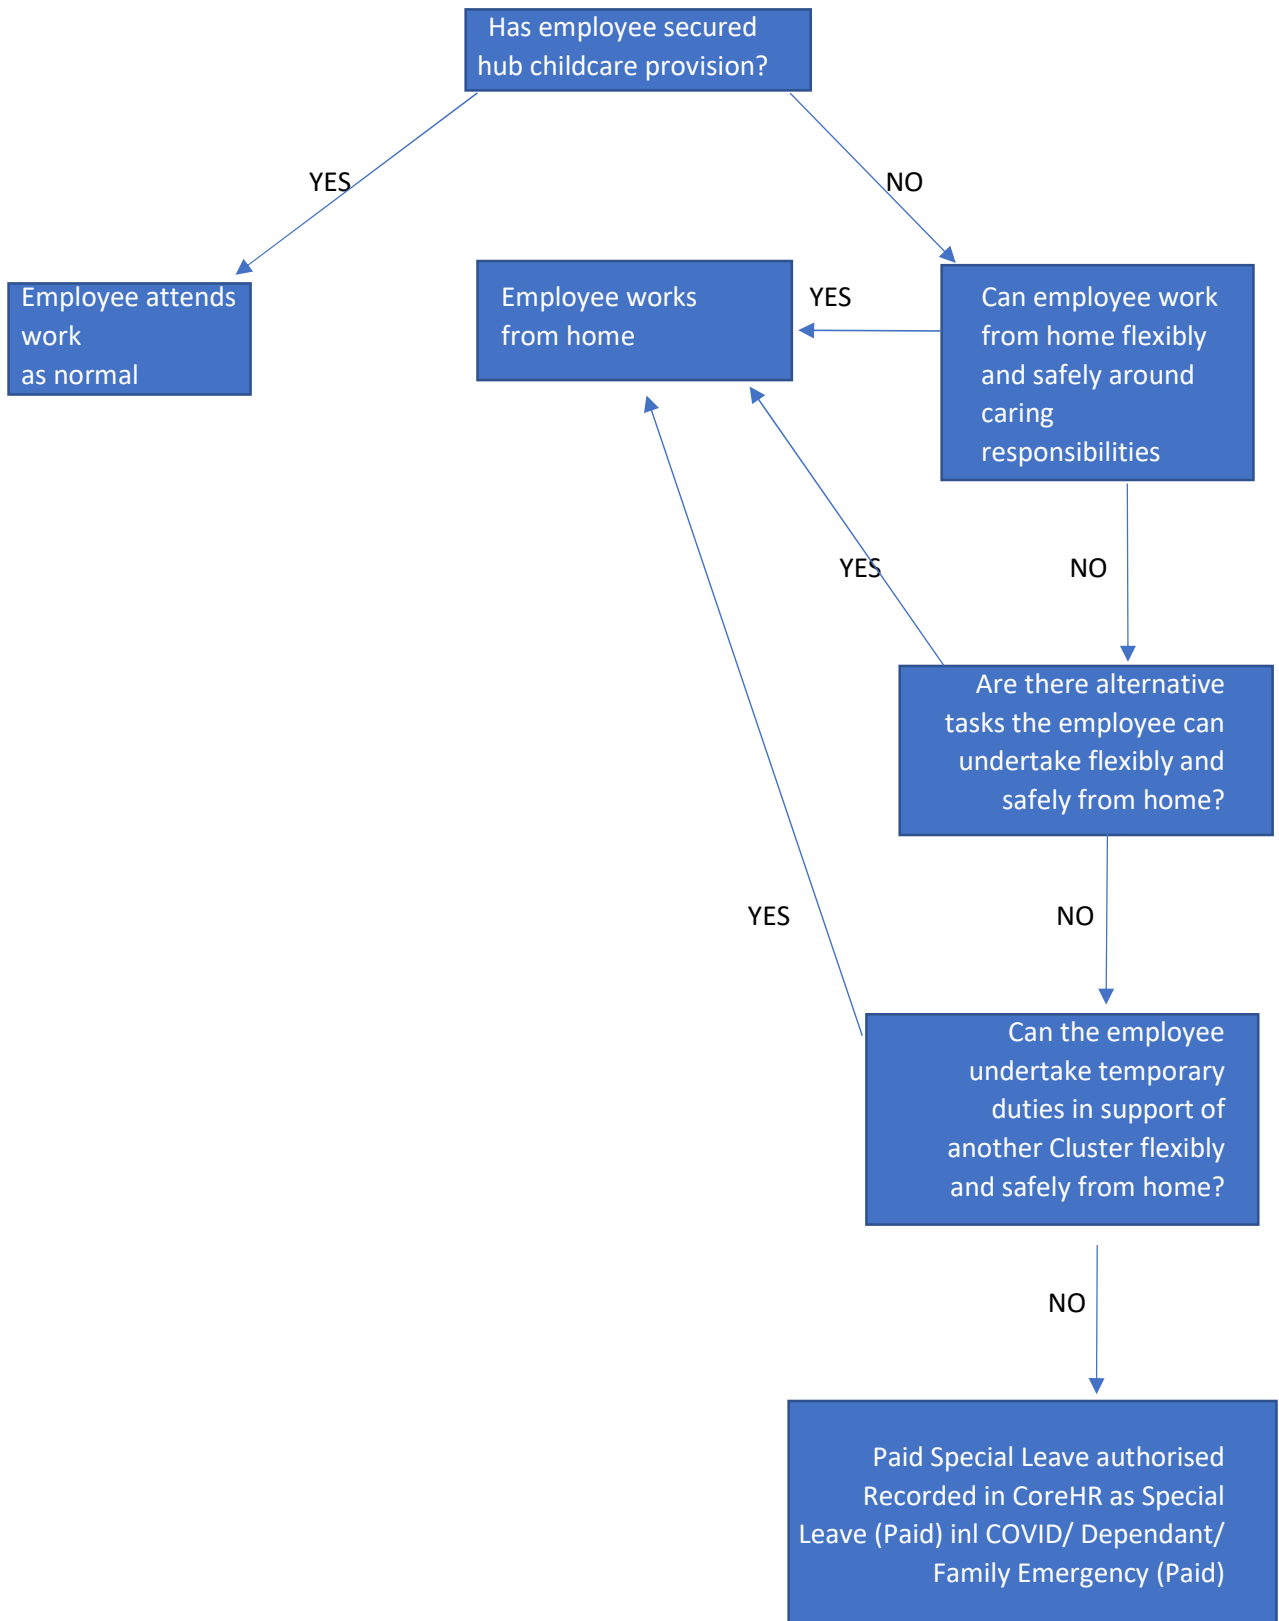 Has employee secured
hub childcare provision?
YES
NO
Employee attends
work
as normal
Employee works
from home
YES
Can employee work
from home flexibly
and safely around
caring
responsibilities
YES
NO
Are there alternative
tasks the employee can
undertake flexibly and
safely from home?
YES
NO
Can the employee
undertake temporary
duties in support of
another Cluster flexibly
and safely from home?
NO
Paid Special Leave authorised
Recorded in CoreHR as Special
Leave (Paid) inl COVID/ Dependant/
Family Emergency (Paid)